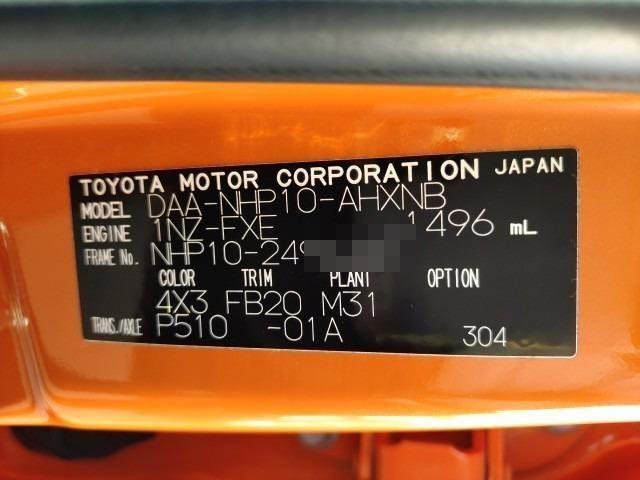 TOYOTA MOTOR CORPORATION JAPAN
MODEL DAA-NHP10-AHXNB
ENGINE 1NZ-FXE 1496 mL
FRAME No. NHP10-249
COLOR TRIM PLANT OPTION
4X3 FB20 M31
TRANS./AXLE P510 -01A 304